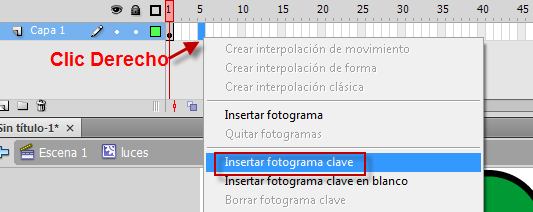 1 5 10 15 20 25 30 35 40 45
Capa 1
Clic Derecho
Crear interpolación de movimiento
Crear interpolación de forma
Crear interpolación clásica
Insertar fotograma
Quitar fotogramas
Sin título-1*
Escena 1 luces
Insertar fotograma clave
Insertar fotograma clave en blanco
Borrar fotograma clave